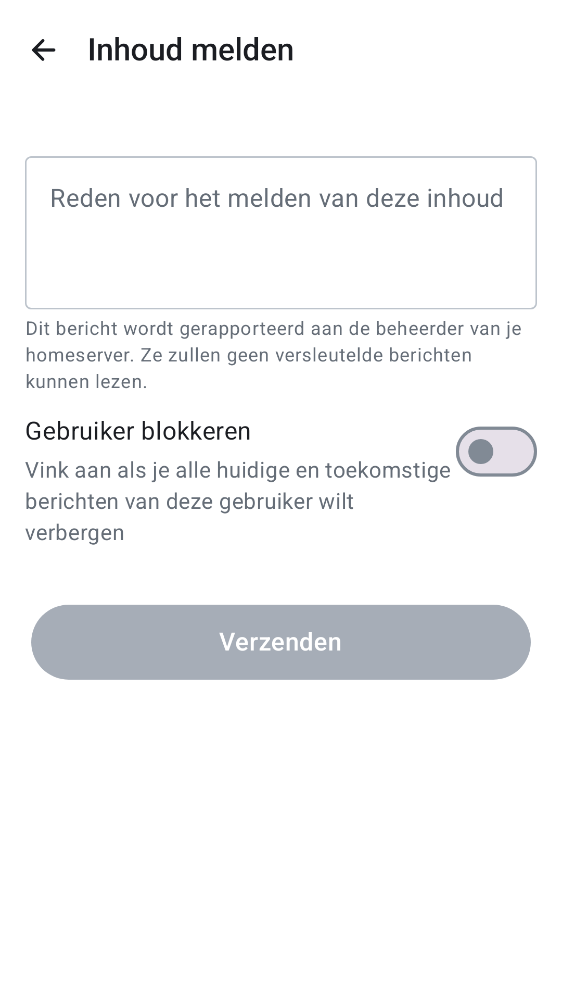 Inhoud melden
Reden voor het melden van deze inhoud
Dit bericht wordt gerapporteerd aan de beheerder van je
homeserver. Ze zullen geen versleutelde berichten
kunnen lezen.
Gebruiker blokkeren
Vink aan als je alle huidige en toekomstige
berichten van deze gebruiker wilt
verbergen
Verzenden